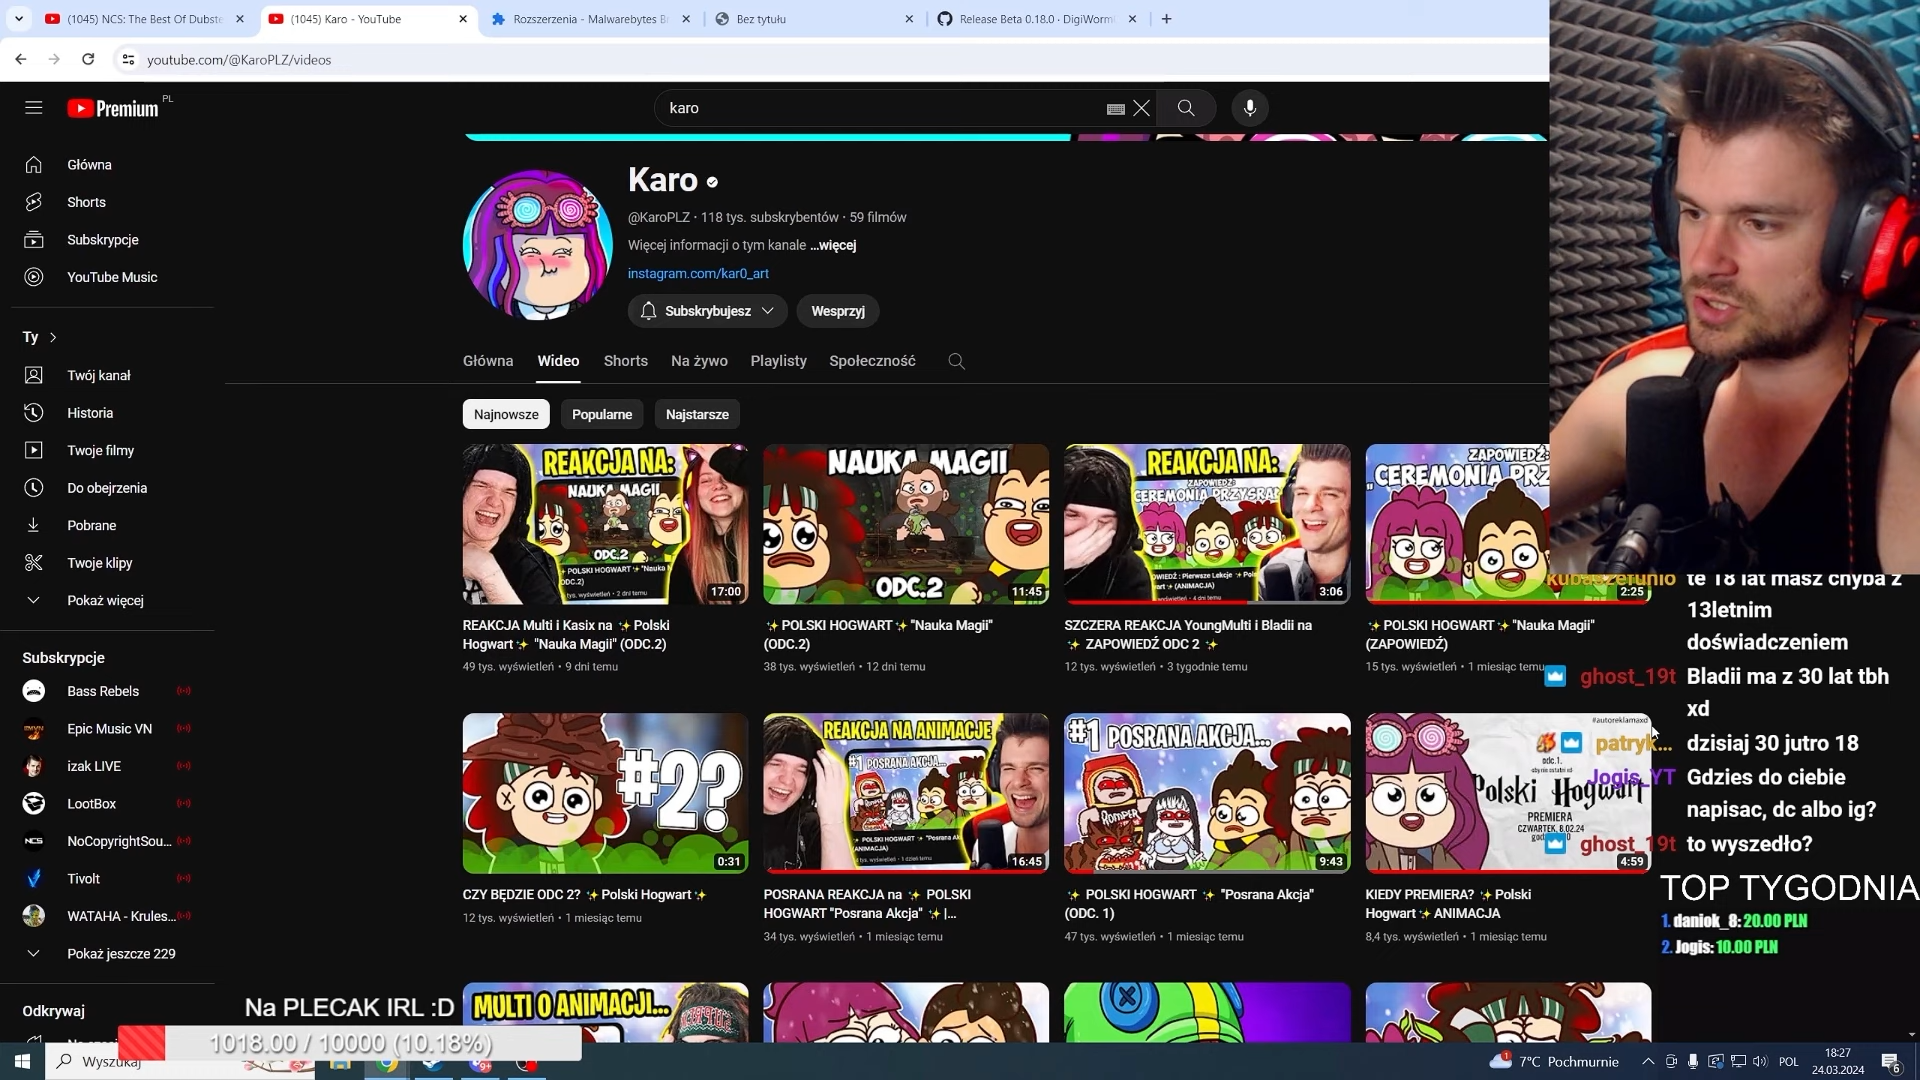 (1045) NCS: The Best Of Dubste
(1045) Karo - YouTube
Rozszerzenia - Malwarebytes B
Bez tytułu
Release Beta 0.18.0 · DigiWorm
youtube.com/@KaroPLZ/videos
Premium PL
karo
Główna
Shorts
Subskrypcje
YouTube Music
Ty
Twój kanał
Historia
Twoje filmy
Do obejrzenia
Pobrane
Twoje klipy
Pokaż więcej
Subskrypcje
Bass Rebels
Epic Music VN
izak LIVE
LootBox
NoCopyrightSou...
Tivolt
WATAHA - Krules...
Pokaż jeszcze 229
Odkrywaj
Karo
@KaroPLZ · 118 tys. subskrybentów · 59 filmów
Więcej informacji o tym kanale ...więcej
instagram.com/kar0_art
Subskrybujesz
Wesprzyj
Główna
Wideo
Shorts
Na żywo
Playlisty
Społeczność
Najnowsze
Popularne
Najstarsze
REAKCJA NA:
NAUKA MAGII
ODC.2
17:00
REAKCJA Multi i Kasix na ✨Polski
Hogwart✨ "Nauka Magii" (ODC.2)
49 tys. wyświetleń • 9 dni temu
NAUKA MAGII
ODC.2
11:45
✨POLSKI HOGWART✨"Nauka Magii"
(ODC.2)
38 tys. wyświetleń • 12 dni temu
REAKCJA NA:
ZAPOWIEDŹ:
3:06
SZCZERA REAKCJA YoungMulti i Bladii na
✨ ZAPOWIEDŹ ODC 2 ✨
12 tys. wyświetleń • 3 tygodnie temu
ZAPOWIEDŹ:
"CEREMONIA PRZ
2:25
✨POLSKI HOGWART✨"Nauka Magii"
(ZAPOWIEDŹ)
15 tys. wyświetleń • 1 miesiąc temu
#2?
0:31
CZY BĘDZIE ODC 2? ✨Polski Hogwart✨
12 tys. wyświetleń • 1 miesiąc temu
REAKCJA NA ANIMACJE
#1 POSRANA AKCJA...
16:45
POSRANA REAKCJA na ✨ POLSKI
HOGWART "Posrana Akcja" ✨ |...
34 tys. wyświetleń • 1 miesiąc temu
#1 POSRANA AKCJA...
9:43
✨ POLSKI HOGWART ✨ "Posrana Akcja"
(ODC. 1)
47 tys. wyświetleń • 1 miesiąc temu
#autoreklamaxd
odc.1.
Polski Hogwart
PREMIERA
CZWARTEK, 8.02.24
4:59
KIEDY PREMIERA? ✨Polski
Hogwart✨ANIMACJA
8,4 tys. wyświetleń • 1 miesiąc temu
MULTI O ANIMACJI...
kubaszefunio te 18 lat masz chyba z
13letnim
doświadczeniem
ghost_19t Bladii ma z 30 lat tbh
xd
patryk... dzisiaj 30 jutro 18
Jogis_YT Gdzies do ciebie
napisac, dc albo ig?
ghost_19t to wyszedło?
TOP TYGODNIA
1. daniok_8: 20.00 PLN
2. Jogis: 10.00 PLN
Na PLECAK IRL :D
1018.00 / 10000 (10.18%)
Wyszukaj
7°C Pochmurnie
POL
18:27
24.03.2024
6